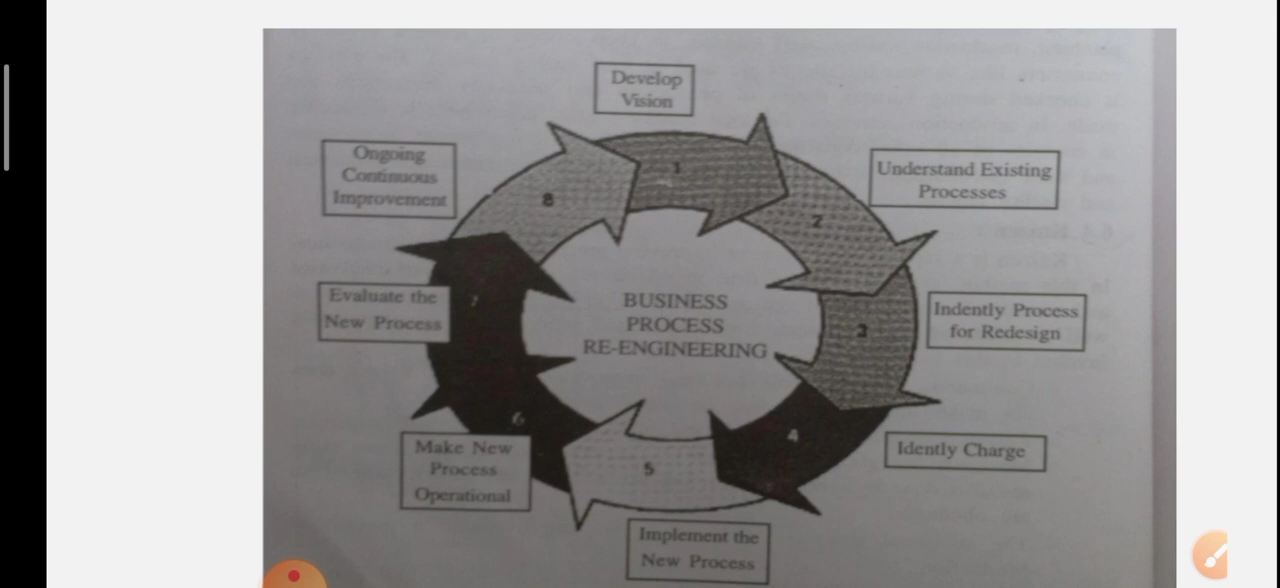 Develop
Vision
1
Understand Existing
Processes
2
Indently Process
for Redesign
3
Idently Charge
4
Implement the
New Process
5
Make New
Process
Operational
6
Evaluate the
New Process
7
Ongoing
Continuous
Improvement
8
BUSINESS
PROCESS
RE-ENGINEERING